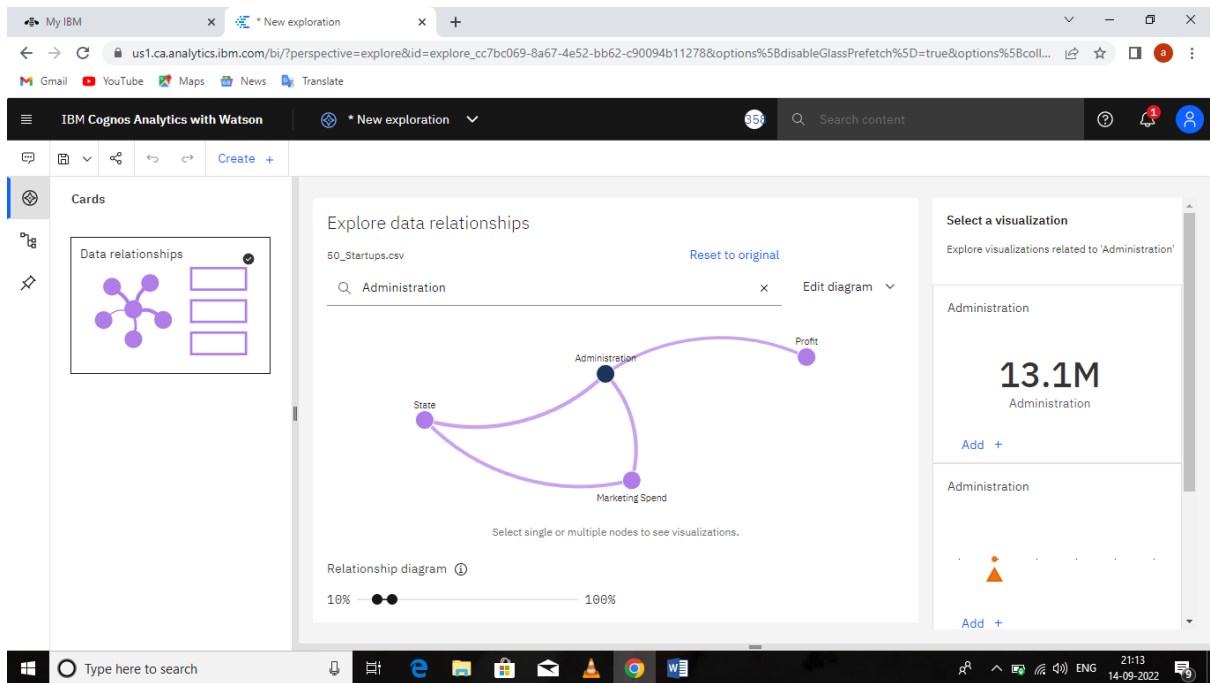 My IBM
* New exploration
us1.ca.analytics.ibm.com/bi/?perspective=explore&id=explore_cc7bc069-8a67-4e52-bb62-c90094b11278&options%5BdisableGlassPrefetch%5D=true&options%5Bcoll...
a
Gmail YouTube Maps News Translate
IBM Cognos Analytics with Watson
* New exploration
358
Search content
1
Create +
Cards
Data relationships
Explore data relationships
50_Startups.csv
Reset to original
Administration
Edit diagram
Profit
Administration
State
Marketing Spend
Select single or multiple nodes to see visualizations.
Relationship diagram
10%
100%
Select a visualization
Explore visualizations related to 'Administration'
Administration
13.1M
Administration
Add +
Administration
Add +
Type here to search
ENG
21:13
14-09-2022
9